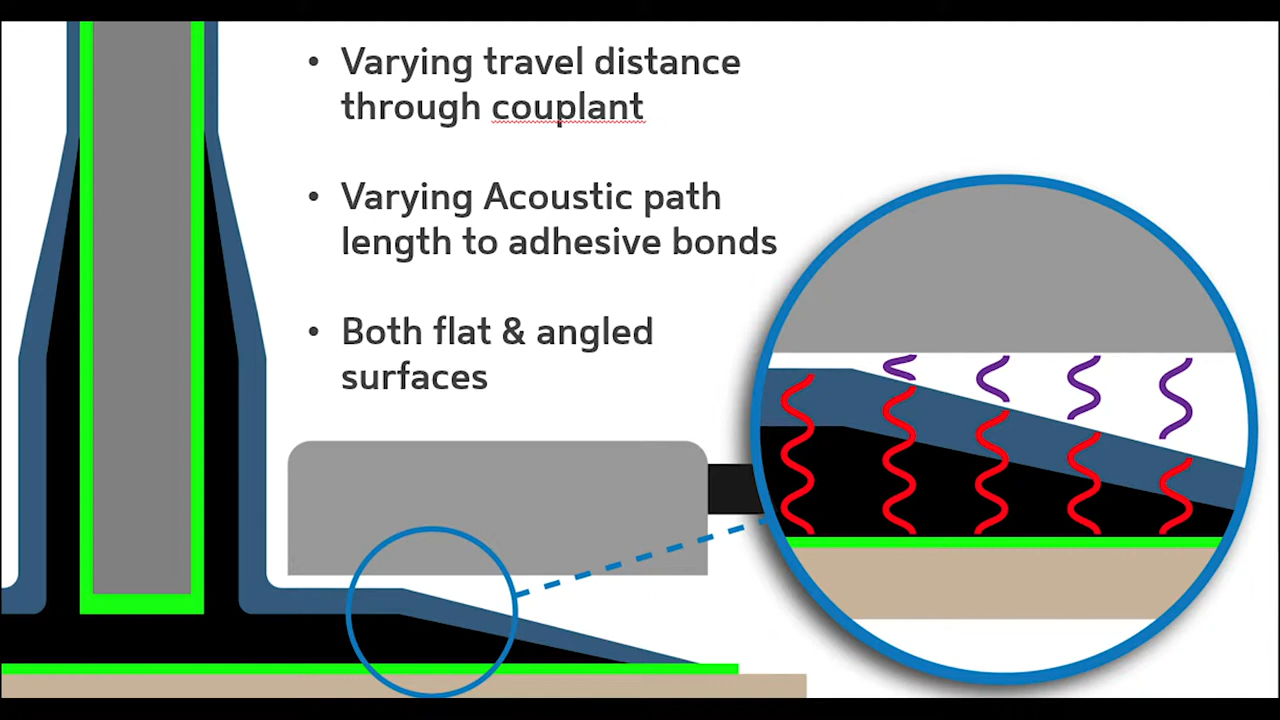 • Varying travel distance
through couplant
• Varying Acoustic path
length to adhesive bonds
• Both flat & angled
surfaces